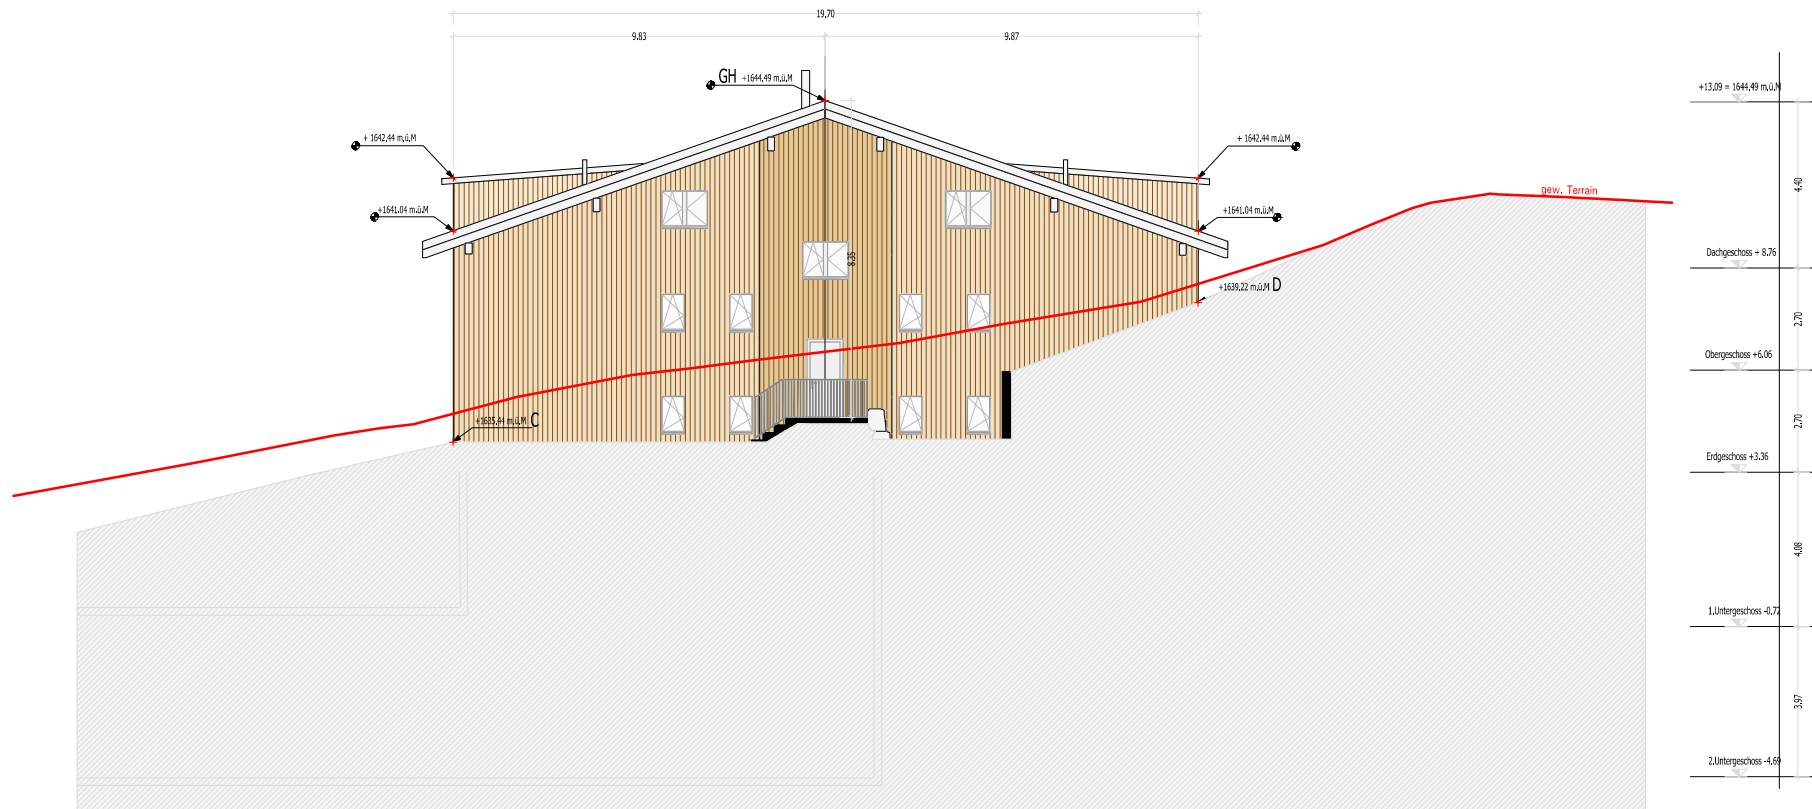 19.70
9.83
9.87
GH +1644.49 m.ü.M
+13.09 = 1644.49 m.ü.M
+ 1642.44 m.ü.M
+ 1642.44 m.ü.M
4.40
gew. Terrain
+1641.04 m.ü.M
+1641.04 m.ü.M
8.35
Dachgeschoss + 8.76
+1639.22 m.ü.M D
2.70
Obergeschoss +6.06
+1635.44 m.ü.M C
2.70
Erdgeschoss +3.36
4.08
1.Untergeschoss -0.72
3.97
2.Untergeschoss -4.69